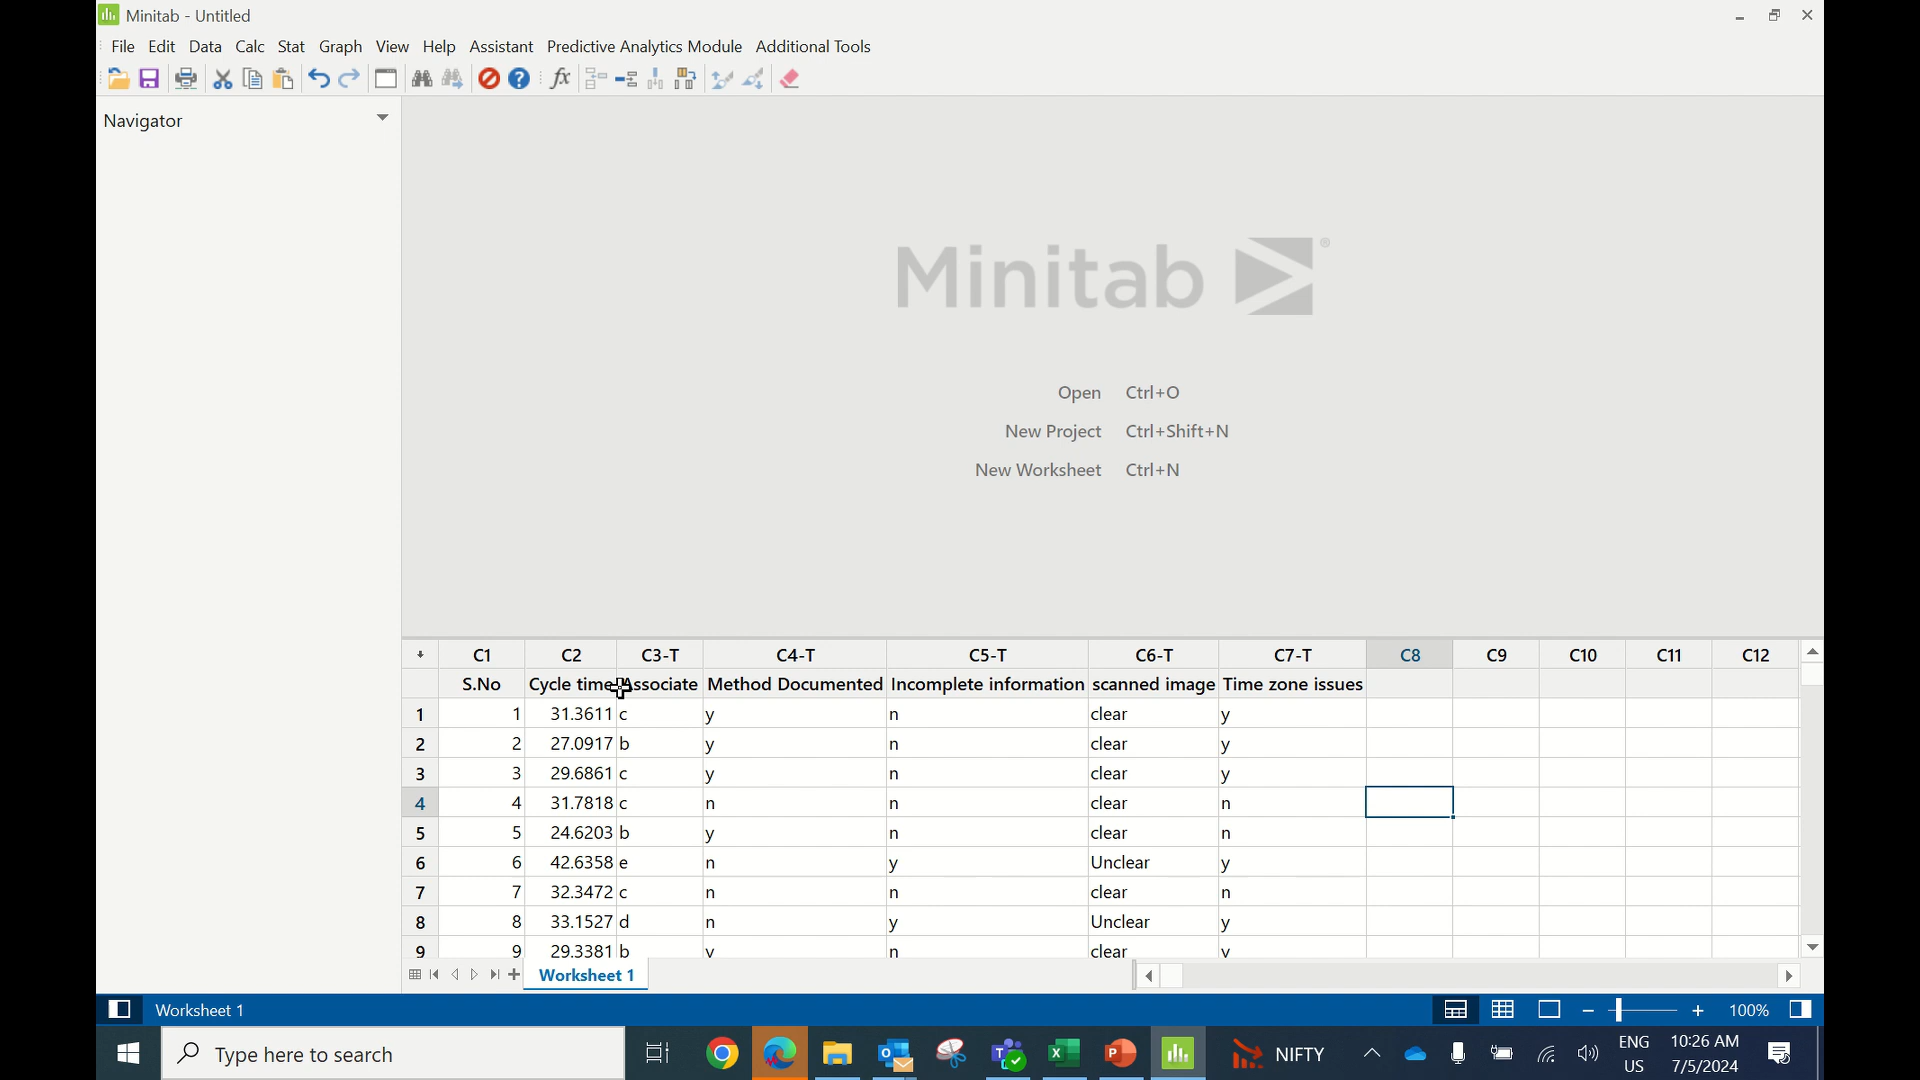 Minitab - Untitled
File Edit Data Calc Stat Graph View Help Assistant Predictive Analytics Module Additional Tools
Navigator
Minitab
Open Ctrl+O
New Project Ctrl+Shift+N
New Worksheet Ctrl+N
C1 C2 C3-T C4-T C5-T C6-T C7-T C8 C9 C10 C11 C12
S.No Cycle time Associate Method Documented Incomplete information scanned image Time zone issues
1 1 31.3611 c y n clear y
2 2 27.0917 b y n clear y
3 3 29.6861 c y n clear y
4 4 31.7818 c n n clear n
5 5 24.6203 b y n clear n
6 6 42.6358 e n y Unclear y
7 7 32.3472 c n n clear n
8 8 33.1527 d n y Unclear y
9 9 29.3381 b y n clear y
Worksheet 1
Worksheet 1 100%
Type here to search NIFTY ENG 10:26 AM
US 7/5/2024